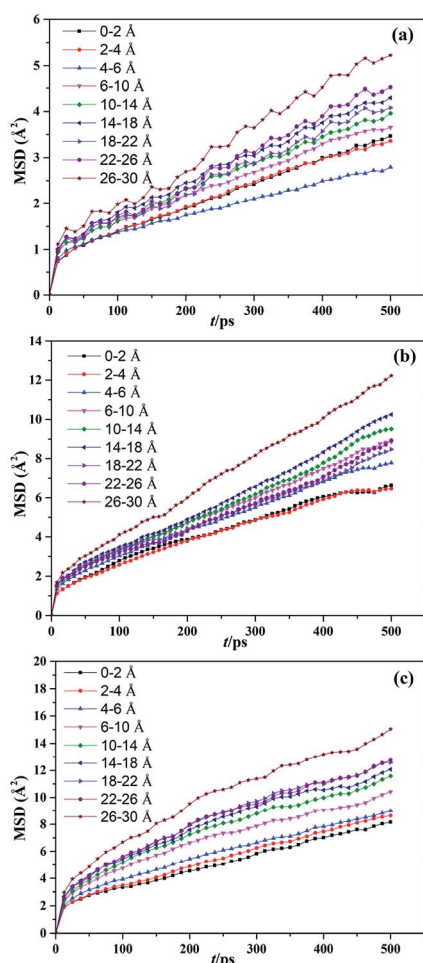 (a)
6
5
4
3
2
1
0
MSD (Å²)
0-2 Å
2-4 Å
4-6 Å
6-10 Å
10-14 Å
14-18 Å
18-22 Å
22-26 Å
26-30 Å
0 100 200 300 400 500
t/ps
(b)
14
12
10
8
6
4
2
0
MSD (Å²)
0-2 Å
2-4 Å
4-6 Å
6-10 Å
10-14 Å
14-18 Å
18-22 Å
22-26 Å
26-30 Å
0 100 200 300 400 500
t/ps
(c)
20
18
16
14
12
10
8
6
4
2
0
MSD (Å²)
0-2 Å
2-4 Å
4-6 Å
6-10 Å
10-14 Å
14-18 Å
18-22 Å
22-26 Å
26-30 Å
0 100 200 300 400 500
t/ps